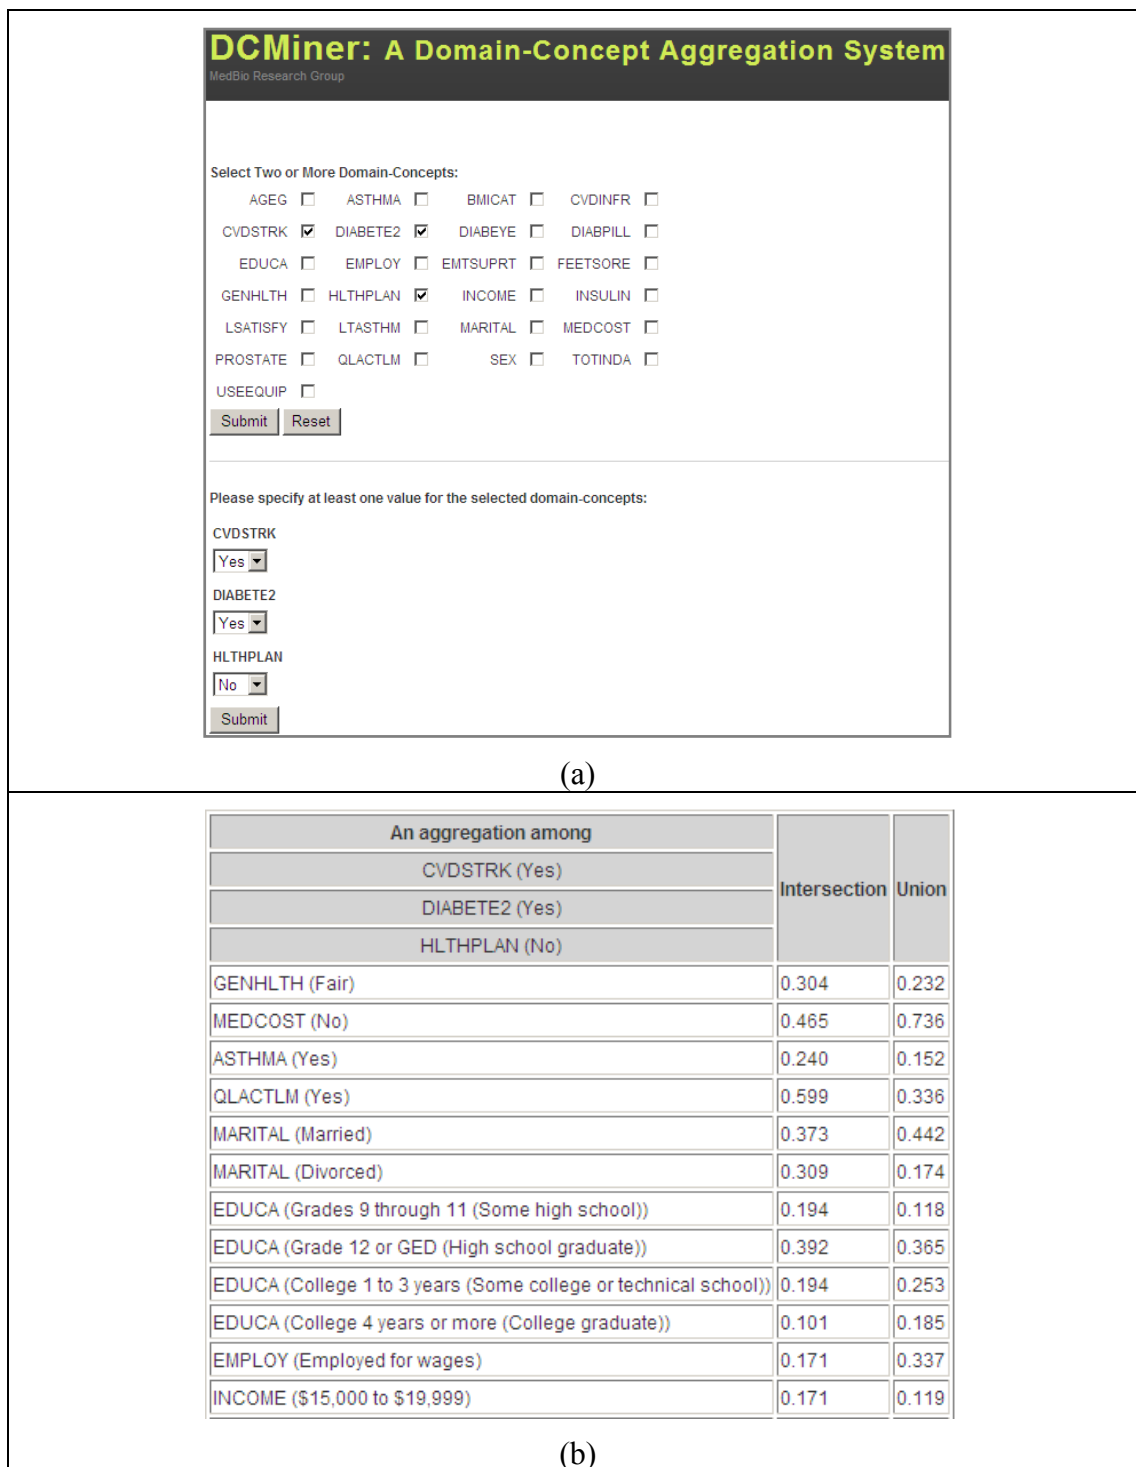 DCMiner: A Domain-Concept Aggregation System
MedBio Research Group
Select Two or More Domain-Concepts:
AGEG ASTHMA BMICAT CVDINFR
CVDSTRK DIABETE2 DIABEYE DIABPILL
EDUCA EMPLOY EMTSUPRT FEETSORE
GENHLTH HLTHPLAN INCOME INSULIN
LSATISFY LTASTHM MARITAL MEDCOST
PROSTATE QLACTLM SEX TOTINDA
USEEQUIP
Submit Reset
Please specify at least one value for the selected domain-concepts:
CVDSTRK
Yes
DIABETE2
Yes
HLTHPLAN
No
Submit
(a)
An aggregation among Intersection Union
CVDSTRK (Yes)
DIABETE2 (Yes)
HLTHPLAN (No)
GENHLTH (Fair) 0.304 0.232
MEDCOST (No) 0.465 0.736
ASTHMA (Yes) 0.240 0.152
QLACTLM (Yes) 0.599 0.336
MARITAL (Married) 0.373 0.442
MARITAL (Divorced) 0.309 0.174
EDUCA (Grades 9 through 11 (Some high school)) 0.194 0.118
EDUCA (Grade 12 or GED (High school graduate)) 0.392 0.365
EDUCA (College 1 to 3 years (Some college or technical school)) 0.194 0.253
EDUCA (College 4 years or more (College graduate)) 0.101 0.185
EMPLOY (Employed for wages) 0.171 0.337
INCOME ($15,000 to $19,999) 0.171 0.119
(b)